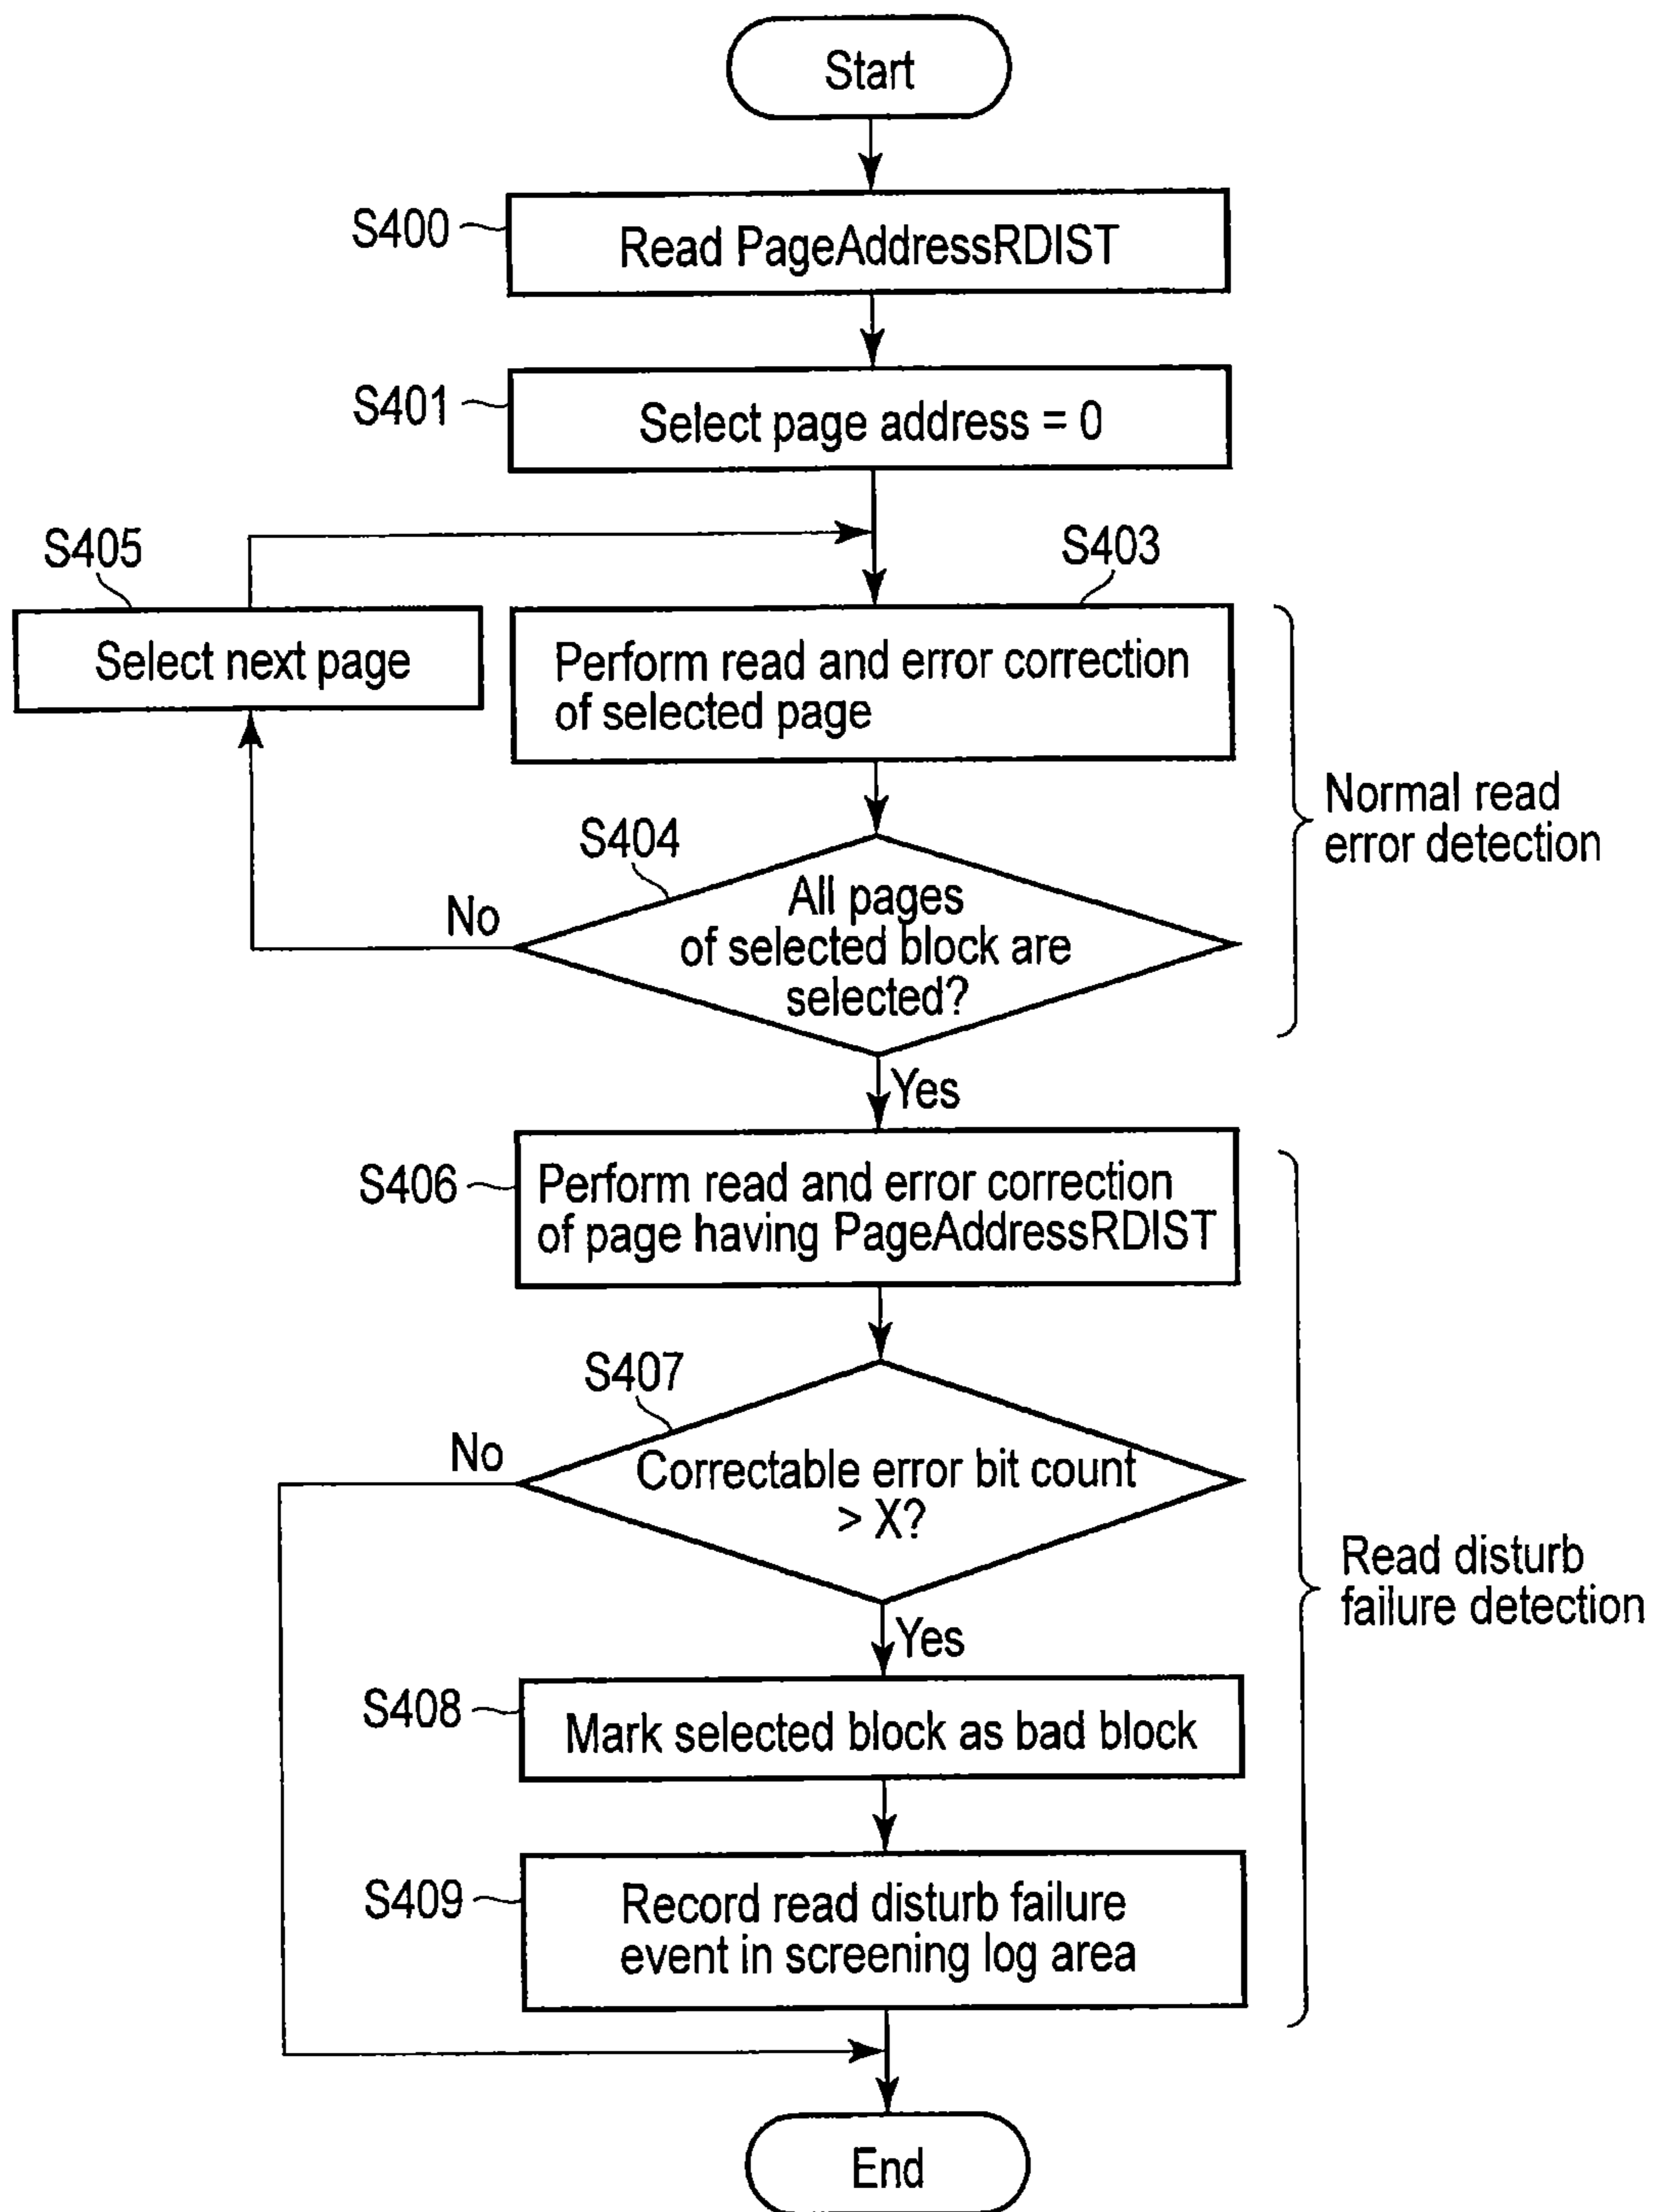 Start
S400
Read PageAddressRDIST
S401
Select page address = 0
S405
Select next page
S403
Perform read and error correction
of selected page
Normal read
error detection
S404
All pages
of selected block are
selected?
No
Yes
S406
Perform read and error correction
of page having PageAddressRDIST
S407
Correctable error bit count
> X?
No
Yes
Read disturb
failure detection
S408
Mark selected block as bad block
S409
Record read disturb failure
event in screening log area
End